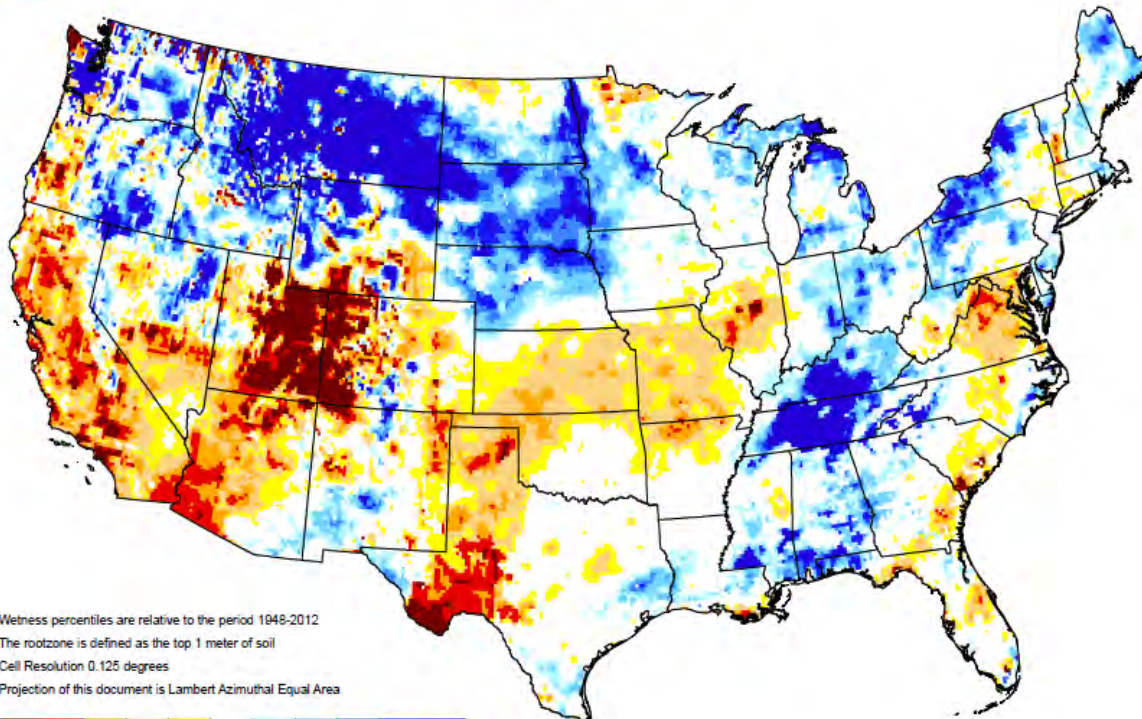 Wetness percentiles are relative to the period 1948-2012
The rootzone is defined as the top 1 meter of soil
Cell Resolution 0.125 degrees
Projection of this document is Lambert Azimuthal Equal Area